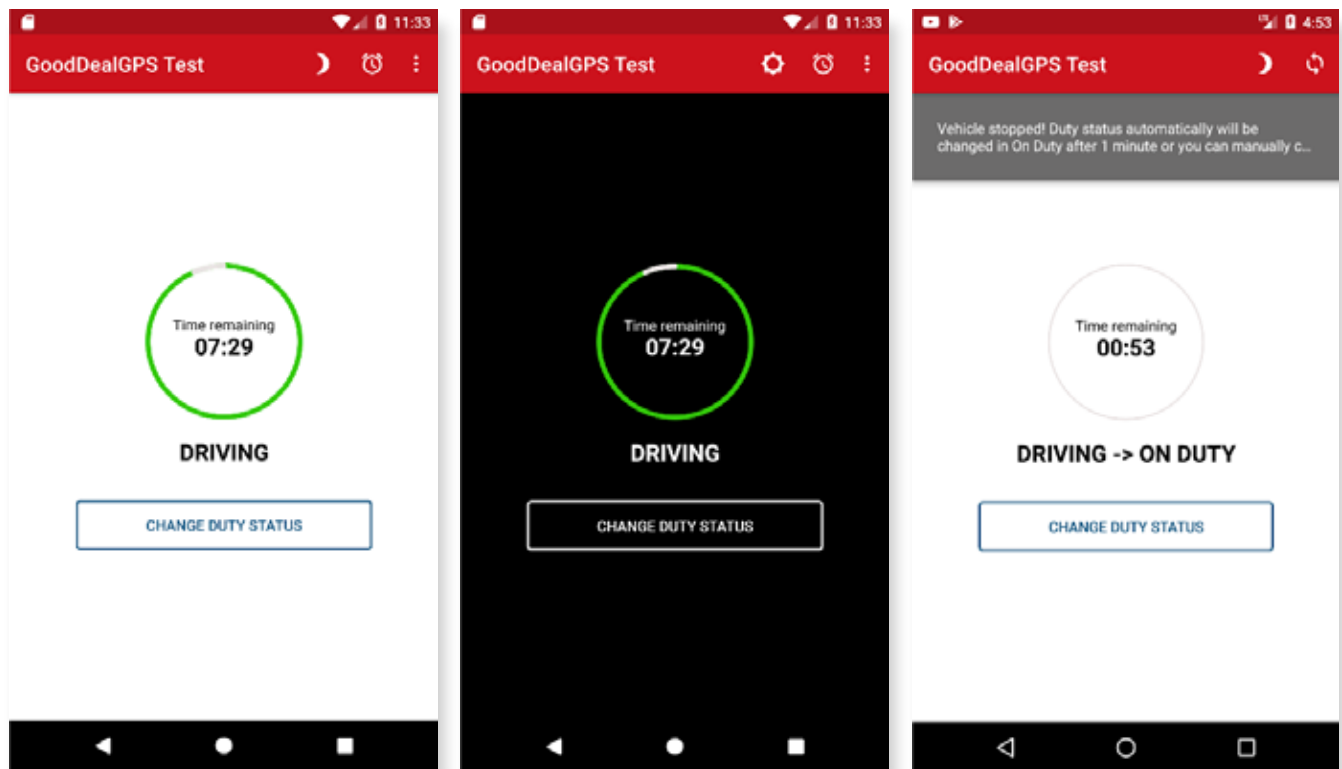 11:33
GoodDealGPS Test
Time remaining
07:29
DRIVING
CHANGE DUTY STATUS
11:33
GoodDealGPS Test
Time remaining
07:29
DRIVING
CHANGE DUTY STATUS
4:53
GoodDealGPS Test
Vehicle stopped! Duty status automatically will be
changed in On Duty after 1 minute or you can manually c...
Time remaining
00:53
DRIVING -> ON DUTY
CHANGE DUTY STATUS